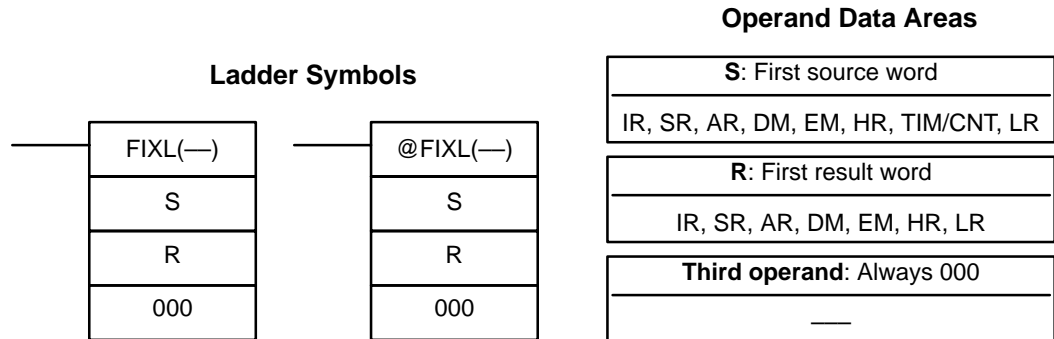 Ladder Symbols
FIXL(––)
S
R
000
@FIXL(––)
S
R
000
Operand Data Areas
S: First source word
IR, SR, AR, DM, EM, HR, TIM/CNT, LR
R: First result word
IR, SR, AR, DM, EM, HR, LR
Third operand: Always 000
––